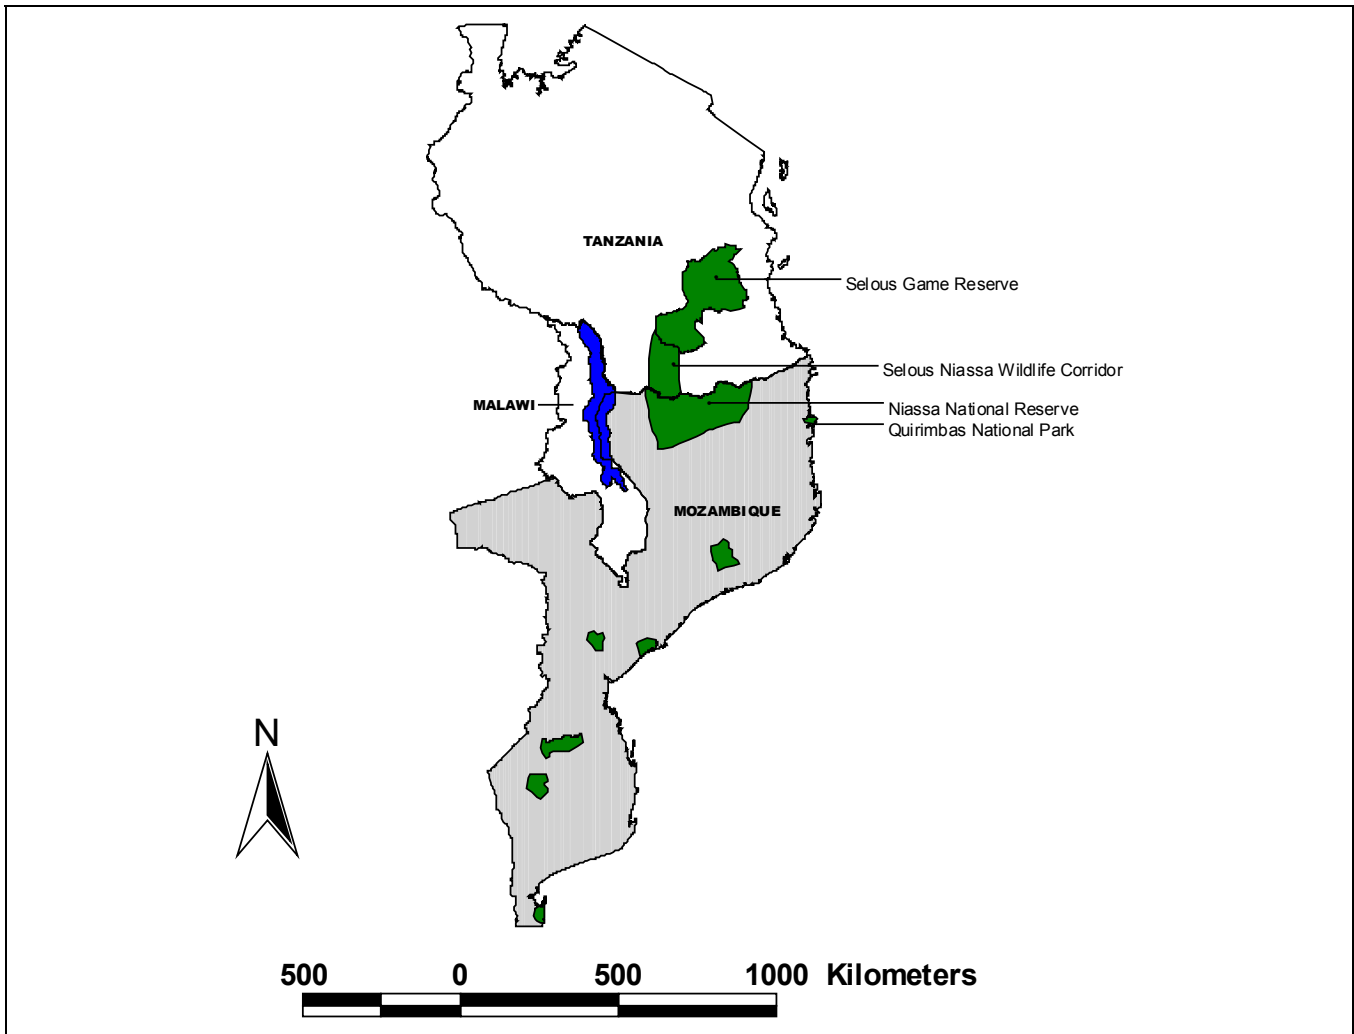 TANZANIA
Selous Game Reserve
Selous Niassa Wildlife Corridor
MALAWI
Niassa National Reserve
Quirimbas National Park
MOZAMBIQUE
N
500 0 500 1000 Kilometers